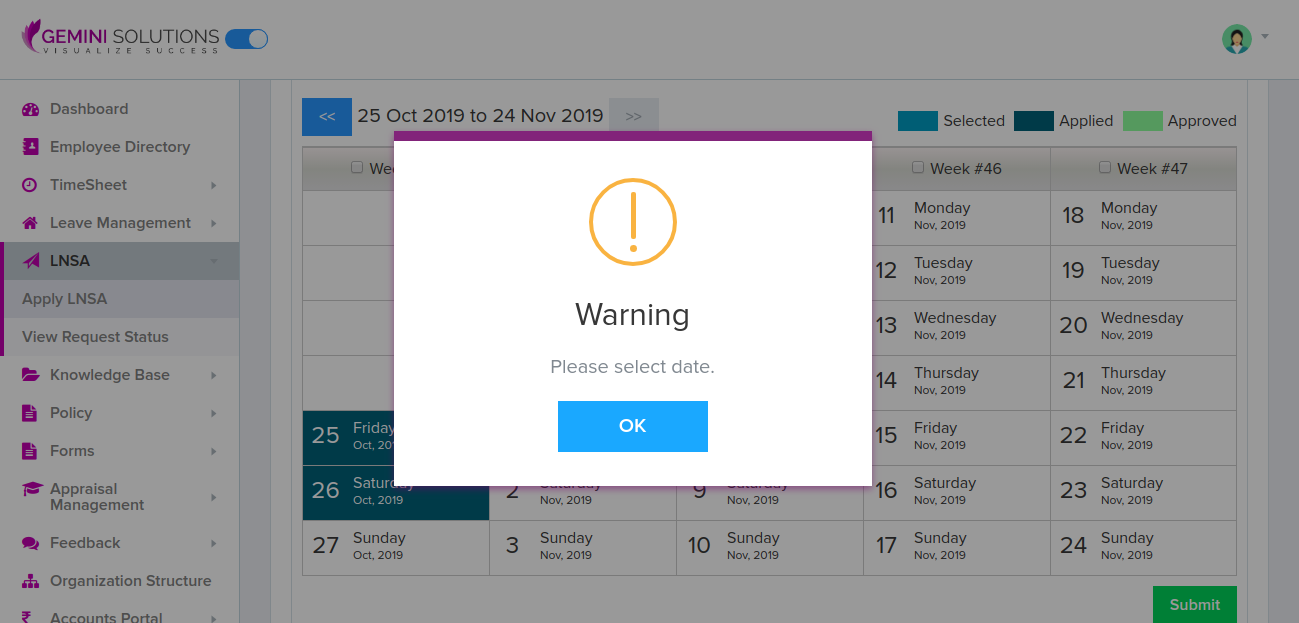 GEMINI SOLUTIONS
VISUALIZE SUCCESS
Dashboard
Employee Directory
TimeSheet
Leave Management
LNSA
Apply LNSA
View Request Status
Knowledge Base
Policy
Forms
Appraisal
Management
Feedback
Organization Structure
Accounts Portal
<< 25 Oct 2019 to 24 Nov 2019 >>
Selected Applied Approved
Week #46 Week #47
11 Monday 18 Monday
Nov, 2019 Nov, 2019
12 Tuesday 19 Tuesday
Nov, 2019 Nov, 2019
13 Wednesday 20 Wednesday
Nov, 2019 Nov, 2019
14 Thursday 21 Thursday
Nov, 2019 Nov, 2019
25 Friday 15 Friday 22 Friday
Oct, Nov, 2019 Nov, 2019
26 Saturday 2 Saturday 9 Saturday 16 Saturday 23 Saturday
Oct, 2019 Nov, 2019 Nov, 2019 Nov, 2019 Nov, 2019
27 Sunday 3 Sunday 10 Sunday 17 Sunday 24 Sunday
Oct, 2019 Nov, 2019 Nov, 2019 Nov, 2019 Nov, 2019
Submit
Warning
Please select date.
OK